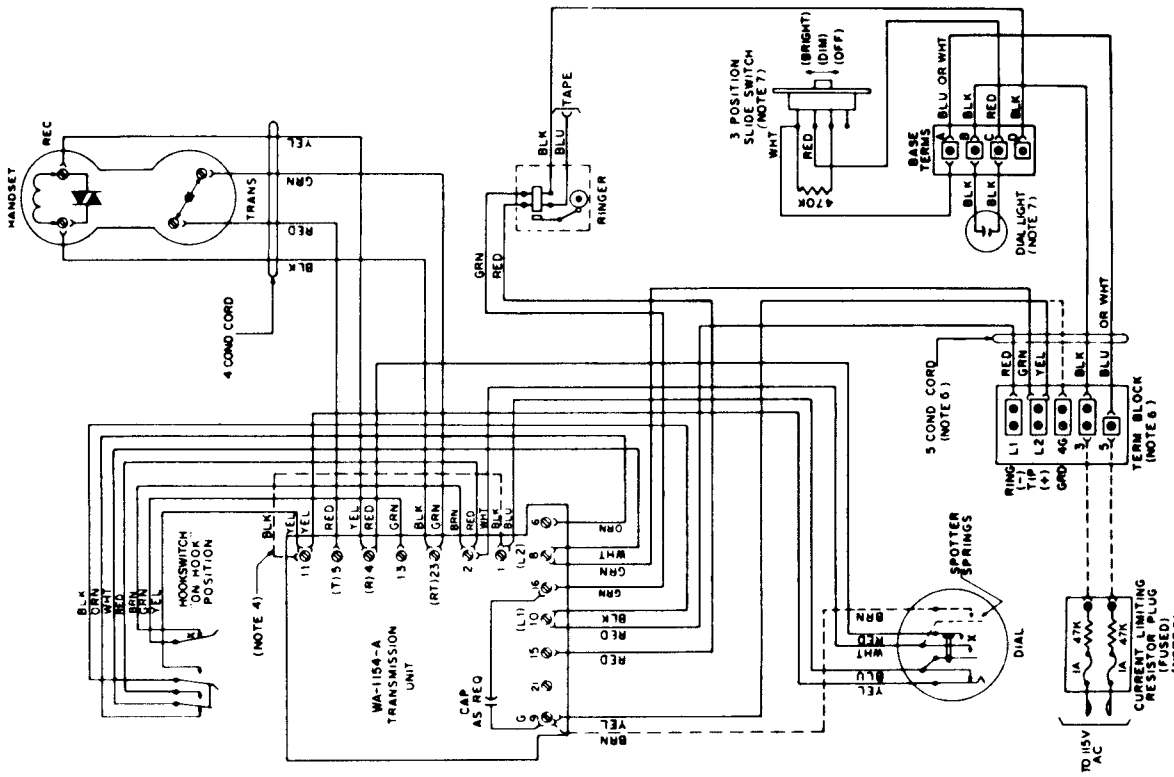 HANDSET
REC
TRANS
YEL
GRN
RED
BLK
4 COND CORD
BLK
ORN
WHT
RED
BRN
GRN
YEL
HOOKSWITCH
"ON HOOK"
POSITION
(NOTE 4)
BLK
YEL
YEL
RED
YEL
RED
GRN
BLK
GRN
BRN
RED
WHT
BLK
BLU
11
(T) 5
(R) 4
13
(RT) 23
2
1
(L2)
WA-1154-A
TRANSMISSION
UNIT
CAP
AS REQ
G
9
21
15
(L1)
10
16
8
6
BRN
YEL
RED
RED
BLK
GRN
GRN
WHT
ORN
GRN
RED
BLK
BLU
TAPE
RINGER
3 POSITION
SLIDE SWITCH
(NOTE 7)
(BRIGHT)
(DIM)
(OFF)
WHT
RED
470K
BASE
TERMS
A
B
C
D
BLU OR WHT
BLK
RED
BLK
BLK
BLK
DIAL LIGHT
(NOTE 7)
5 COND CORD
(NOTE 6)
RED
GRN
YEL
BLK
BLU OR WHT
RING
(-)
TIP
(+)
GRD
L1
L2
4G
3
5
TERM BLOCK
(NOTE 6)
SPOTTER
SPRINGS
BRN
RED
WHT
BLU
YEL
X
DIAL
1A
47K
1A
47K
TO 115V
AC
CURRENT LIMITING
RESISTOR PLUG
(FUSED)